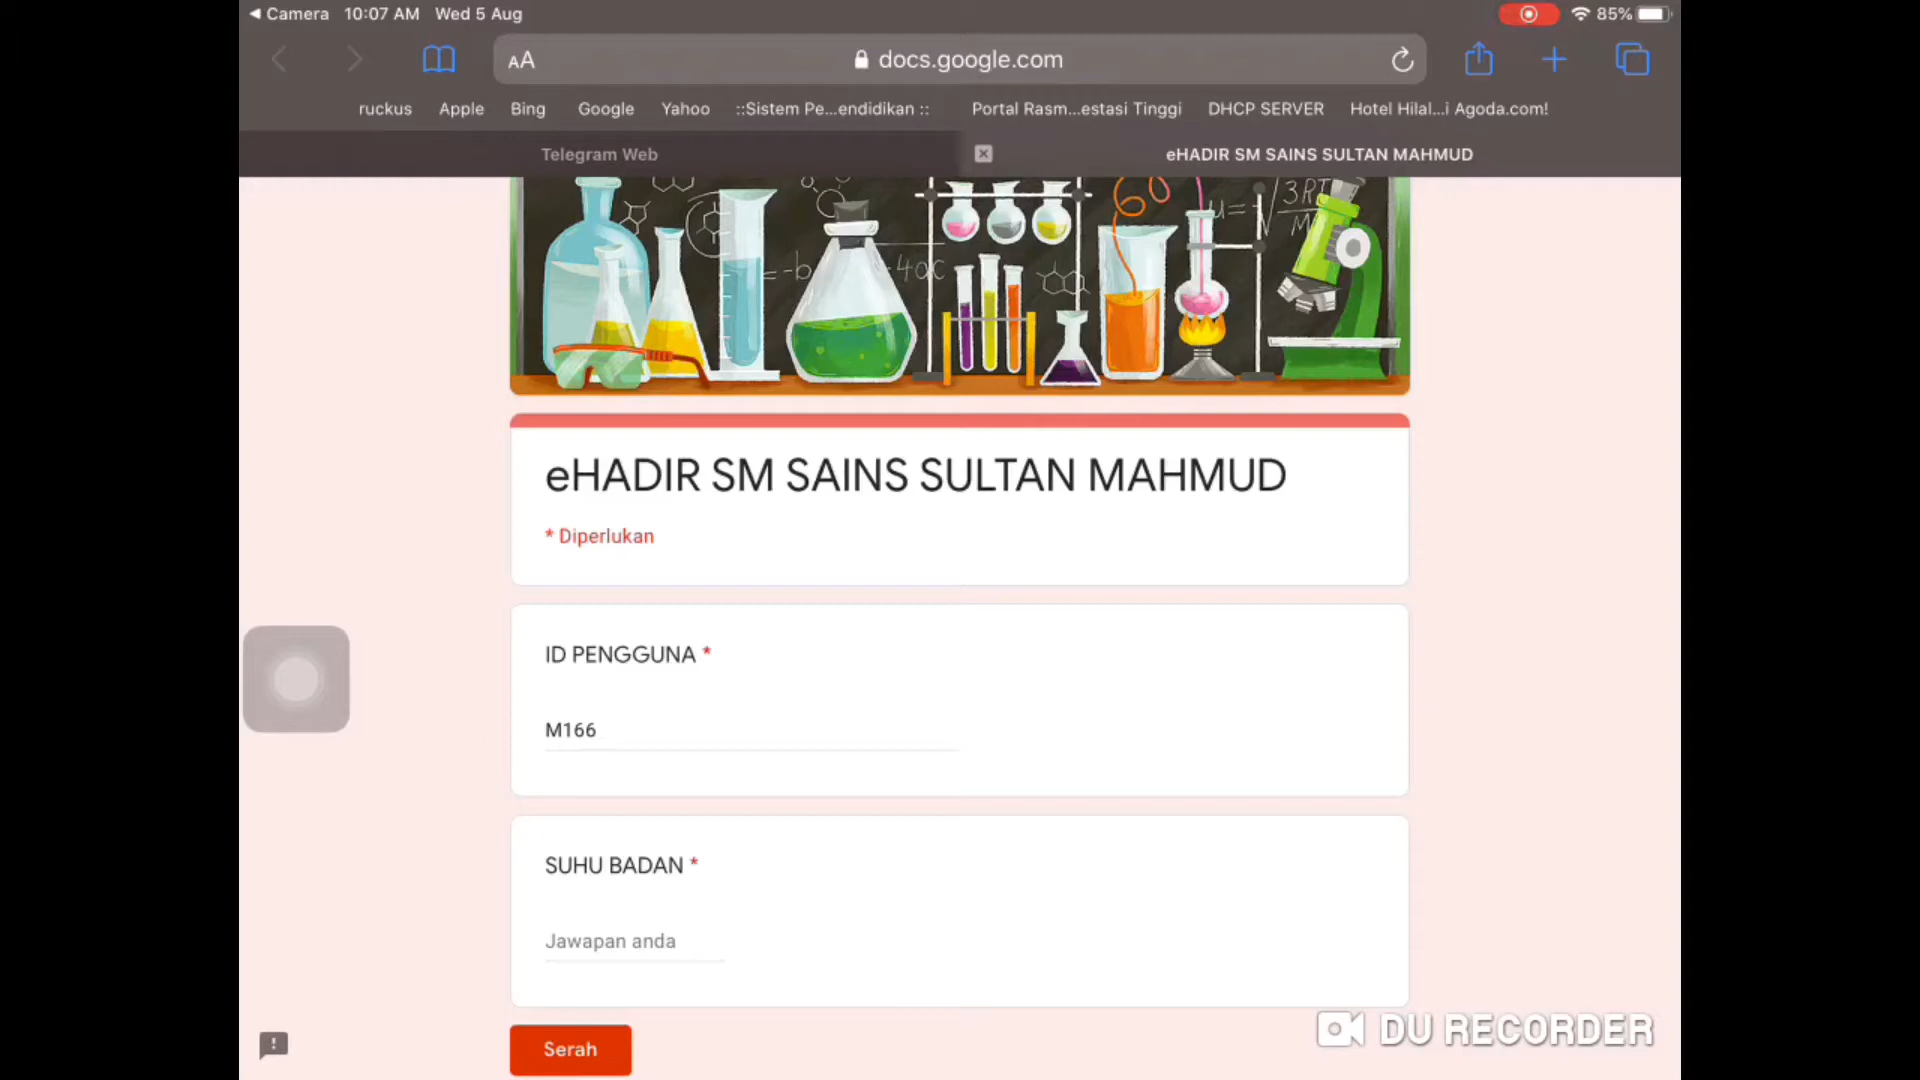 Camera 10:07 AM Wed 5 Aug 85%
AA docs.google.com
ruckus Apple Bing Google Yahoo ::Sistem Pe...endidikan :: Portal Rasm...estasi Tinggi DHCP SERVER Hotel Hilal...i Agoda.com!
Telegram Web eHADIR SM SAINS SULTAN MAHMUD
eHADIR SM SAINS SULTAN MAHMUD
* Diperlukan
ID PENGGUNA *
M166
SUHU BADAN *
Jawapan anda
Serah
DU RECORDER